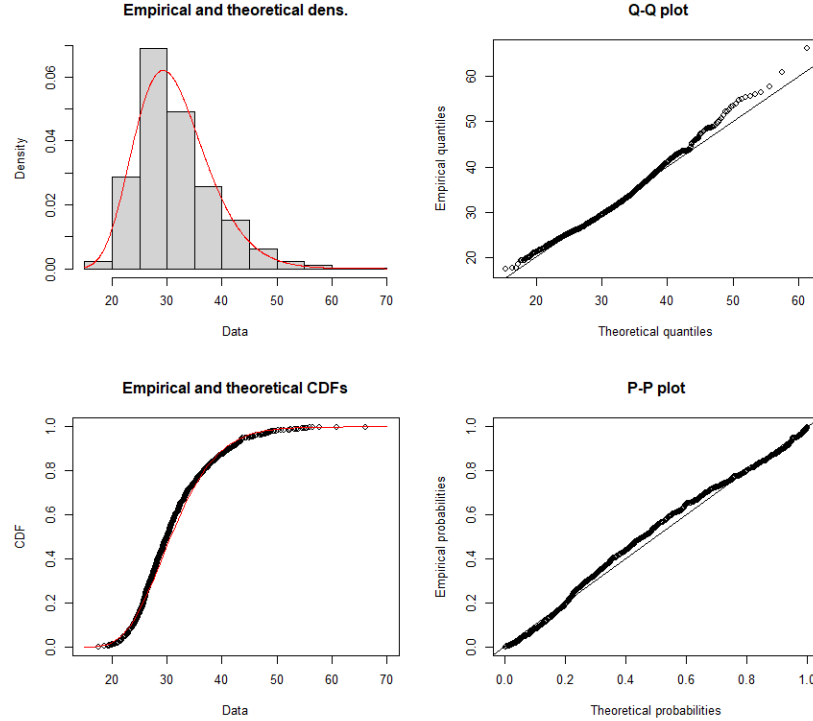 Empirical and theoretical dens.
Density
0.00 0.02 0.04 0.06
20 30 40 50 60 70
Data
Q-Q plot
Empirical quantiles
20 30 40 50 60
20 30 40 50 60
Theoretical quantiles
Empirical and theoretical CDFs
CDF
0.0 0.2 0.4 0.6 0.8 1.0
20 30 40 50 60 70
Data
P-P plot
Empirical probabilities
0.0 0.2 0.4 0.6 0.8 1.0
0.0 0.2 0.4 0.6 0.8 1.0
Theoretical probabilities